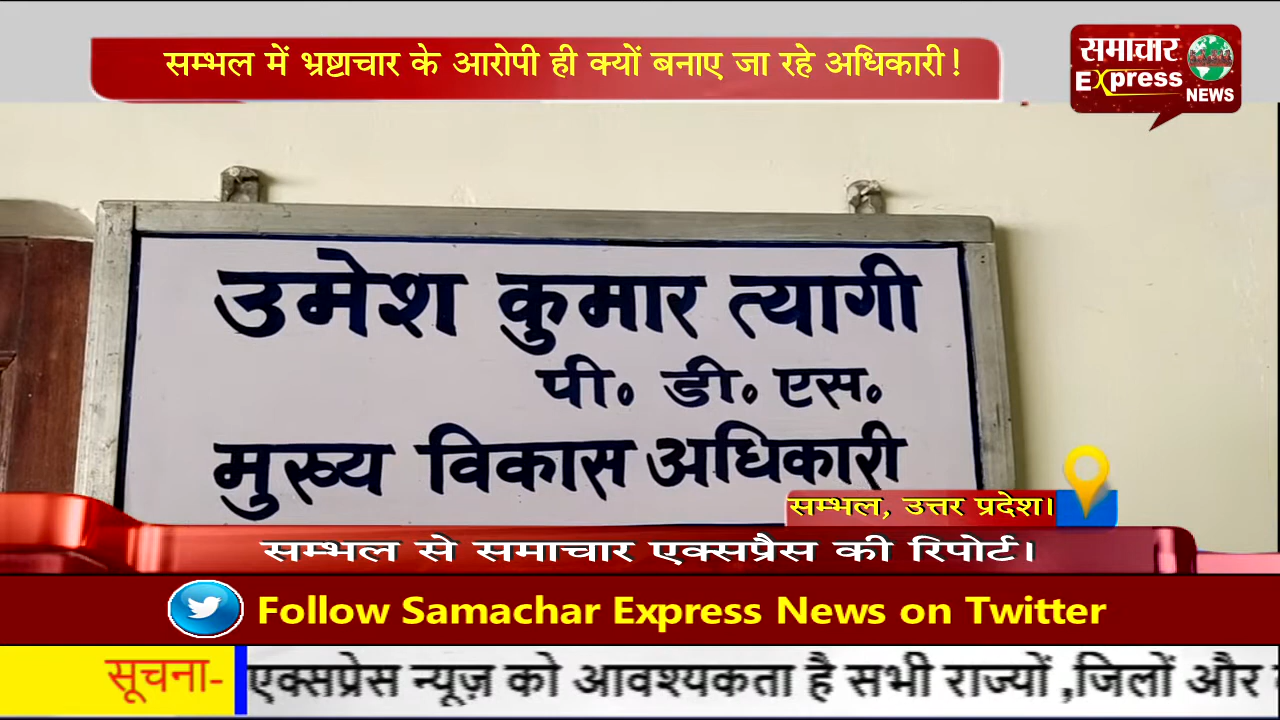 सम्भल में भ्रष्टाचार के आरोपी ही क्यों बनाए जा रहे अधिकारी!
समाचार
Express
NEWS
उमेश कुमार त्यागी
पी॰ डी॰ एस॰
मुख्य विकास अधिकारी
सम्भल, उत्तर प्रदेश।
सम्भल से समाचार एक्सप्रैस की रिपोर्ट।
Follow Samachar Express News on Twitter
सूचना- एक्सप्रेस न्यूज़ को आवश्यकता है सभी राज्यों ,जिलों और